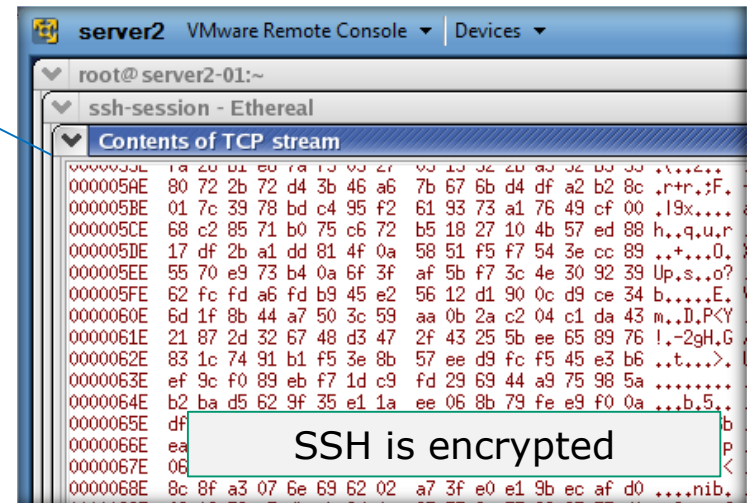 server2 VMware Remote Console Devices
root@server2-01:~
ssh-session - Ethereal
Contents of TCP stream
000005AE 80 72 2b 72 d4 3b 46 a6 7b 67 6b d4 df a2 b2 8c .r+r.;F.
000005BE 01 7c 39 78 bd c4 95 f2 61 93 73 a1 76 49 cf 00 .|9x....
000005CE 68 c2 85 71 b0 75 c6 72 b5 18 27 10 4b 57 ed 88 h..q.u.r
000005DE 17 df 2b a1 dd 81 4f 0a 58 51 f5 f7 54 3e cc 89 ..+...O.
000005EE 55 70 e9 73 b4 0a 6f 3f af 5b f7 3c 4e 30 92 39 Up.s..o?
000005FE 62 fc fd a6 fd b9 45 e2 56 12 d1 90 0c d9 ce 34 b.....E.
0000060E 6d 1f 8b 44 a7 50 3c 59 aa 0b 2a c2 04 c1 da 43 m..D.P<Y
0000061E 21 87 2d 32 67 48 d3 47 2f 43 25 5b ee 65 89 76 !.-2gH.G
0000062E 83 1c 74 91 b1 f5 3e 8b 57 ee d9 fc f5 45 e3 b6 ..t...>.
0000063E ef 9c f0 89 eb f7 1d c9 fd 29 69 44 a9 75 98 5a ........
0000064E b2 ba d5 62 9f 35 e1 1a ee 06 8b 79 fe e9 f0 0a ...b.5..
0000065E df
0000066E ea
SSH is encrypted
0000067E 06
0000068E 8c 8f a3 07 6e 69 62 02 a7 3f e0 e1 9b ec af d0 ....nib.